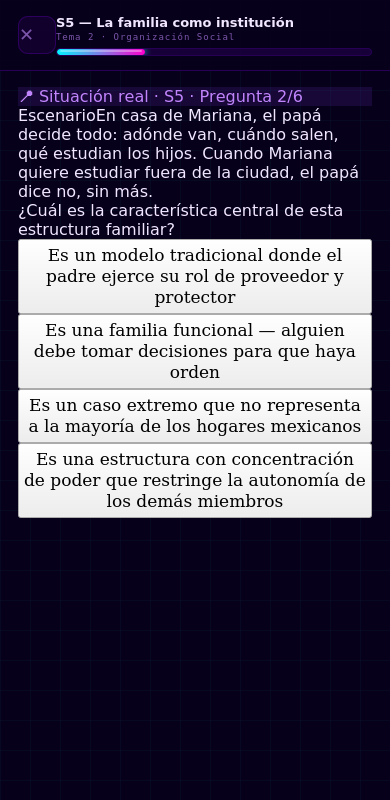 ✕
S5 — La familia como institución
Tema 2 · Organización Social
📍 Situación real · S5 · Pregunta 2/6
EscenarioEn casa de Mariana, el papá
decide todo: adónde van, cuándo salen,
qué estudian los hijos. Cuando Mariana
quiere estudiar fuera de la ciudad, el papá
dice no, sin más.
¿Cuál es la característica central de esta
estructura familiar?
Es un modelo tradicional donde el
padre ejerce su rol de proveedor y
protector
Es una familia funcional — alguien
debe tomar decisiones para que haya
orden
Es un caso extremo que no representa
a la mayoría de los hogares mexicanos
Es una estructura con concentración
de poder que restringe la autonomía de
los demás miembros